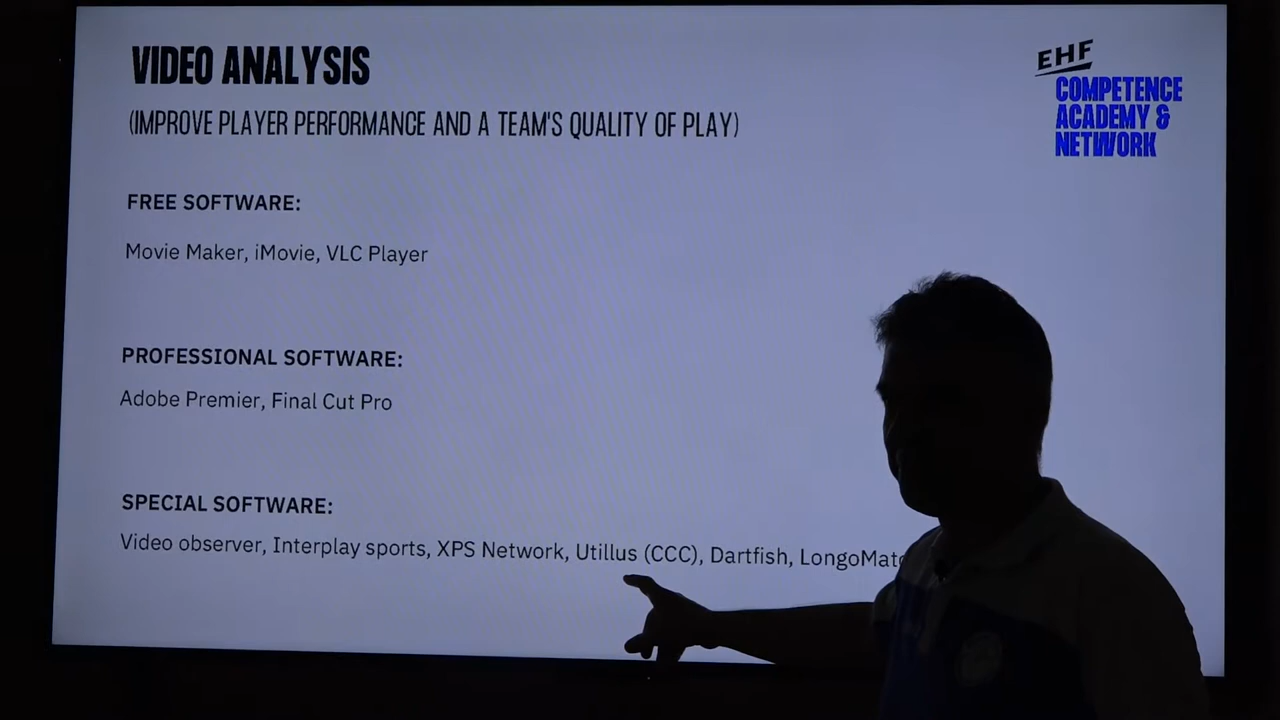 VIDEO ANALYSIS
(IMPROVE PLAYER PERFORMANCE AND A TEAM'S QUALITY OF PLAY)
EHF
COMPETENCE
ACADEMY &
NETWORK
FREE SOFTWARE:
Movie Maker, iMovie, VLC Player
PROFESSIONAL SOFTWARE:
Adobe Premier, Final Cut Pro
SPECIAL SOFTWARE:
Video observer, Interplay sports, XPS Network, Utillus (CCC), Dartfish,